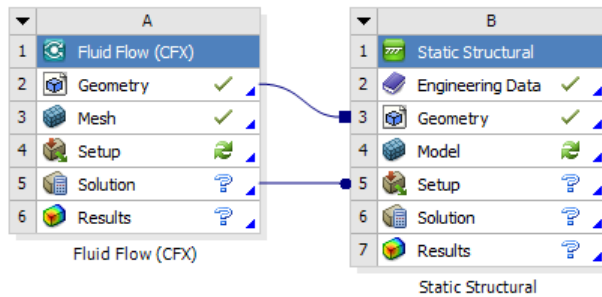 A
1 Fluid Flow (CFX)
2 Geometry
3 Mesh
4 Setup
5 Solution
6 Results
Fluid Flow (CFX)
B
1 Static Structural
2 Engineering Data
3 Geometry
4 Model
5 Setup
6 Solution
7 Results
Static Structural